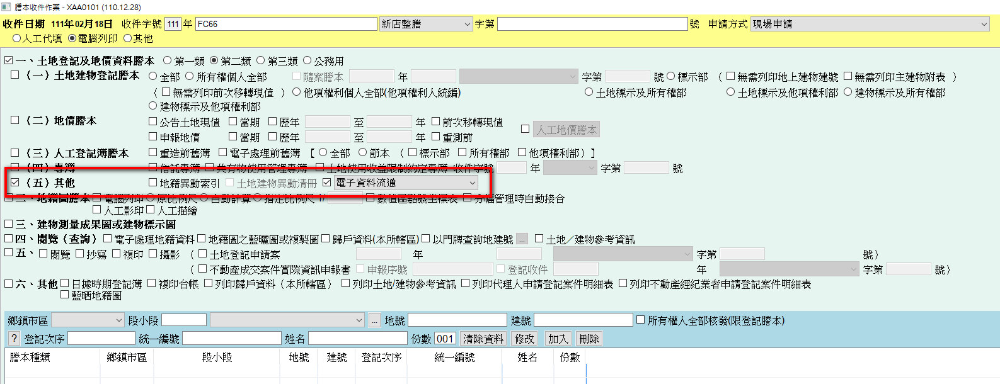 謄本收件作業 - XAA0101 (110.12.28)
收件日期 111年02月18日 收件字號 111 年 FC66 新店整謄 字第 號 申請方式 現場申請
人工代填 電腦列印 其他
一、土地登記及地價資料謄本 第一類 第二類 第三類 公務用
（一）土地建物登記謄本 全部 所有權個人全部 隨案謄本 年 字第 號 標示部 （ 無需列印地上建物建號 無需列印主建物附表 ）
（ 無需列印前次移轉現值 ） 他項權利個人全部(他項權利人統編) 土地標示及所有權部 土地標示及他項權利部 建物標示及所有權部
建物標示及他項權利部
（二）地價謄本 公告土地現值 當期 歷年 至 年 前次移轉現值 人工地價謄本
申報地價 當期 歷年 至 年 重測前
（三）人工登記簿謄本 重造前舊簿 電子處理前舊簿 【 全部 節本 （ 標示部 所有權部 他項權利部）】
（四）專簿 信託專簿 共有物使用管理專簿 土地使用收益限制約定專簿 收件字號 年 字第 號
（五）其他 地籍異動索引 土地建物異動清冊 電子資料流通
二、地籍圖謄本 電腦列印 原比例尺 自動計算 指定比例尺 1/ 數值區點號坐標表 分幅管理時自動接合
人工影印 人工描繪
三、建物測量成果圖或建物標示圖
四、閱覽（查詢） 電子處理地籍資料 地籍圖之藍曬圖或複製圖 歸戶資料(本所轄區) 以門牌查詢地建號 ... 土地／建物參考資訊
五、 閱覽 抄寫 複印 攝影 （ 土地登記申請案 年 字第 號）
（ 不動產成交案件實際資訊申報書 申報序號 登記收件 年 字第 號）
六、其他 日據時期登記簿 複印台帳 列印歸戶資料（本所轄區） 列印土地/建物參考資訊 列印代理人申請登記案件明細表 列印不動產經紀業者申請登記案件明細表
藍晒地籍圖
鄉鎮市區 段小段 ... 地號 建號 所有權人全部核發(限登記謄本)
? 登記次序 統一編號 姓名 份數 001 清除資料 修改 加入 刪除
謄本種類 鄉鎮市區 段小段 地號 建號 登記次序 統一編號 姓名 份數